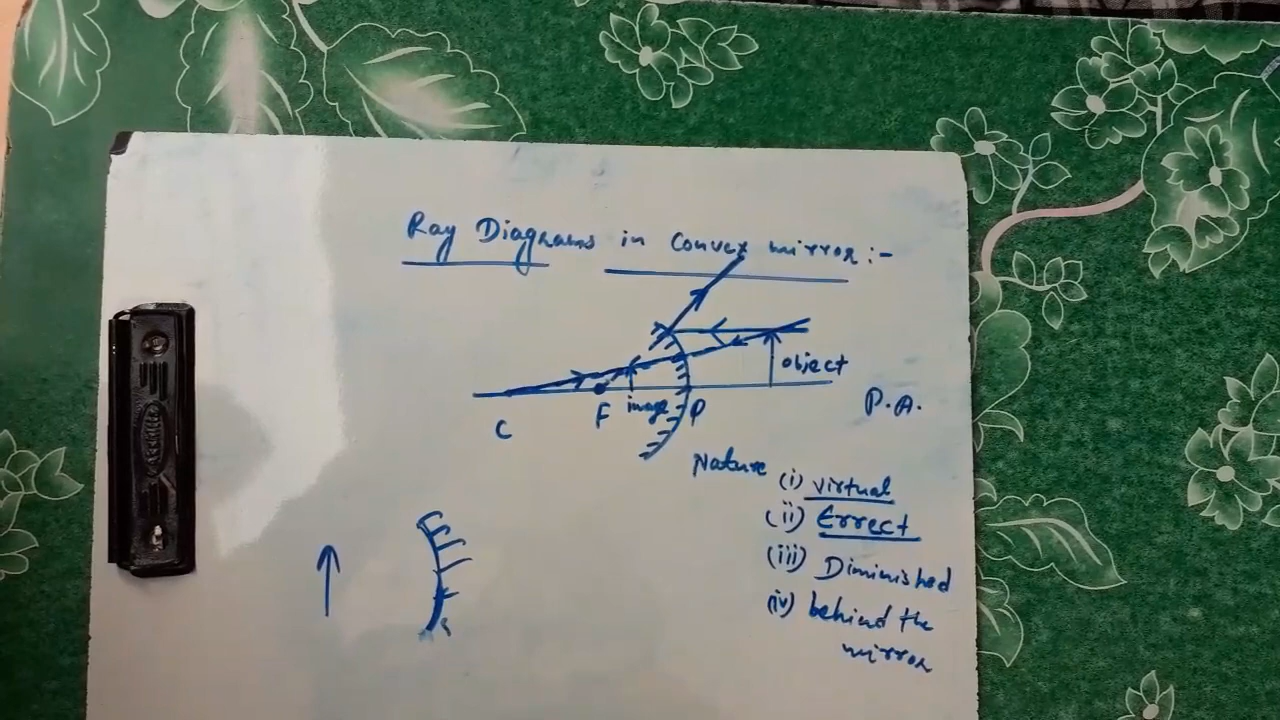 Ray Diagrams in Convex mirror:-
object
C
F
image
P
P.A.
Nature
(i) virtual
(ii) Errect
(iii) Diminished
(iv) behind the
mirror